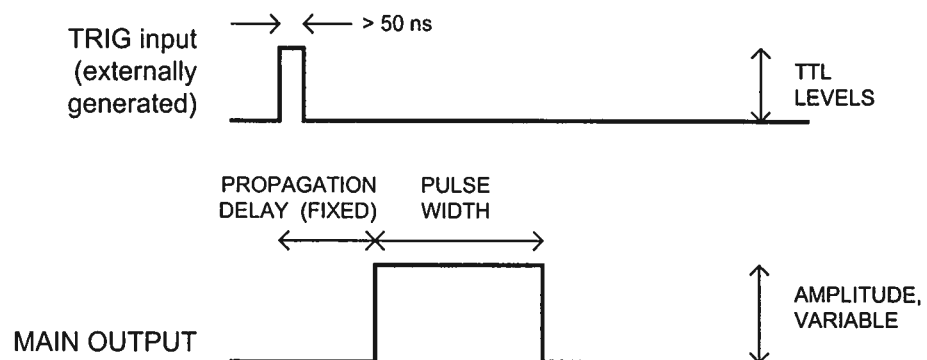 > 50 ns
TRIG input
(externally
generated)
TTL
LEVELS
PROPAGATION
DELAY (FIXED)
PULSE
WIDTH
AMPLITUDE,
VARIABLE
MAIN OUTPUT